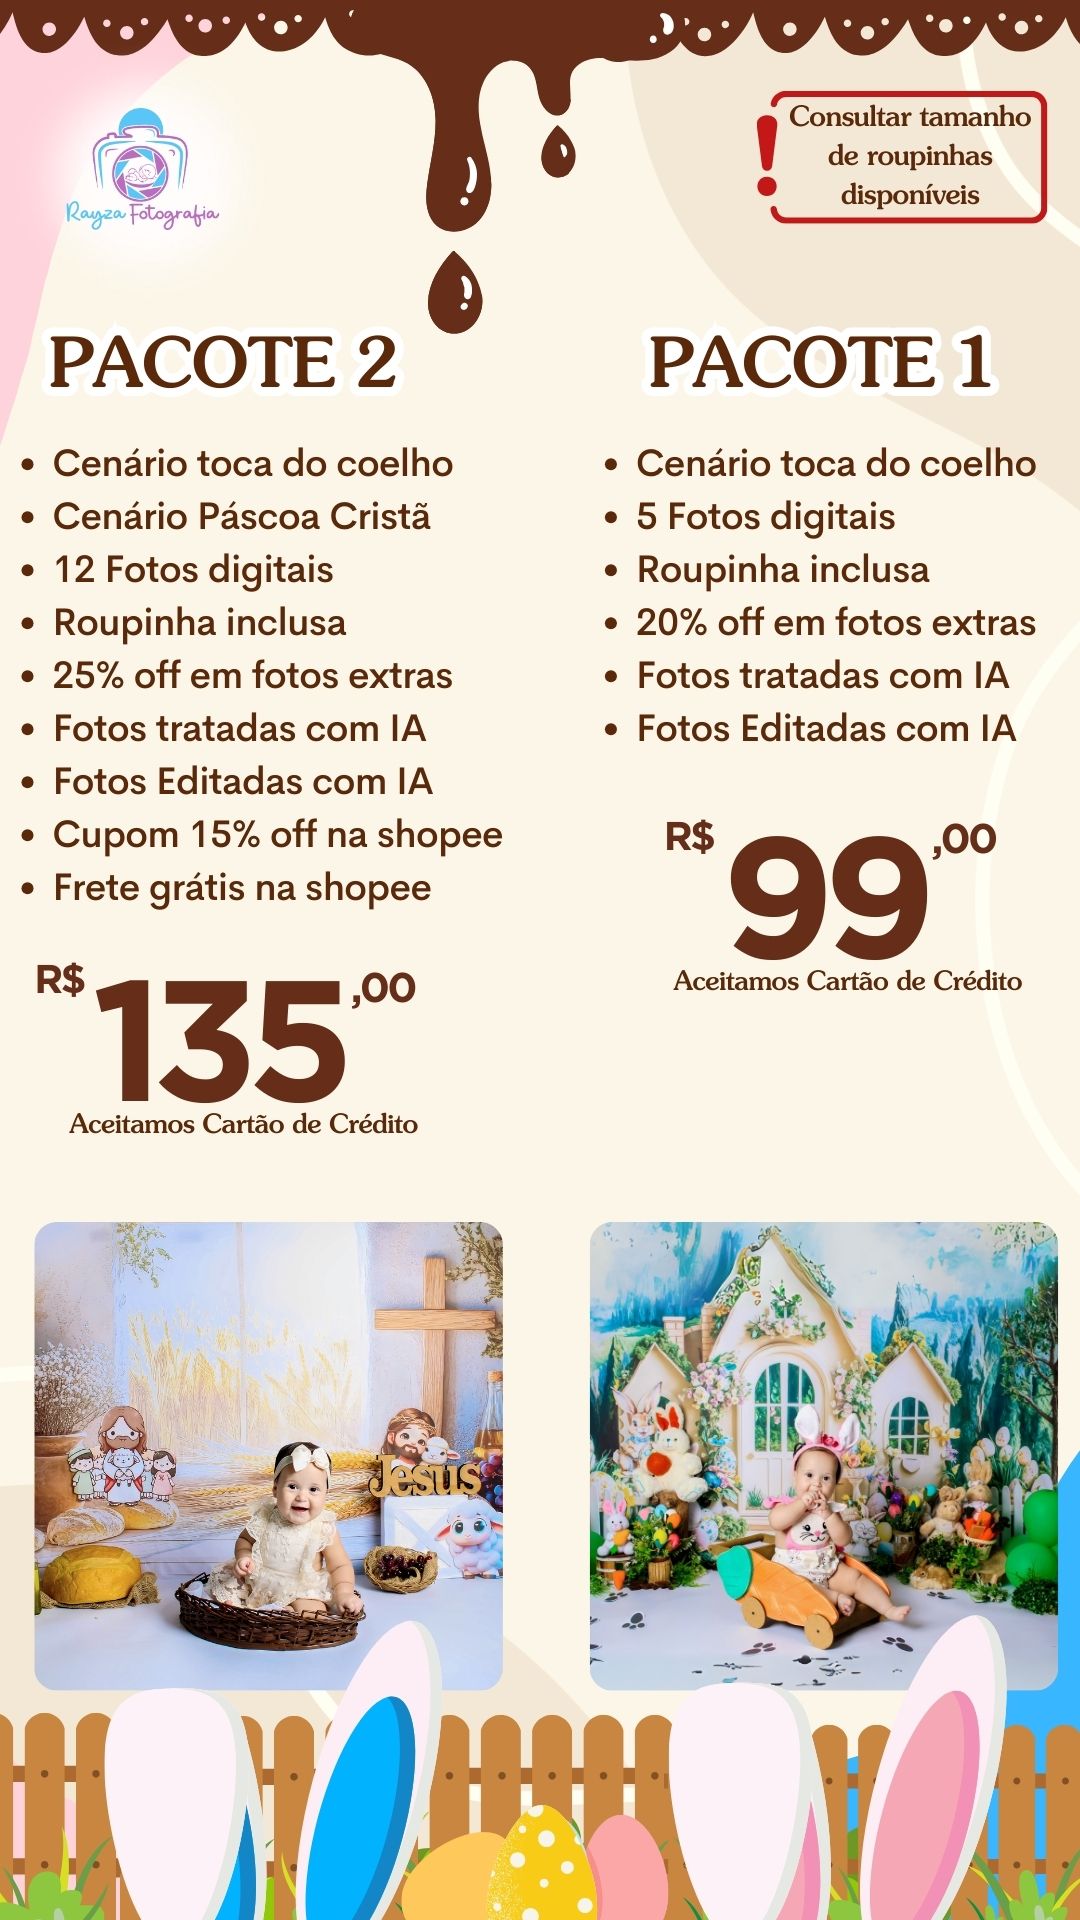 Rayza Fotografia
Consultar tamanho
de roupinhas
disponíveis
PACOTE 2
• Cenário toca do coelho
• Cenário Páscoa Cristã
• 12 Fotos digitais
• Roupinha inclusa
• 25% off em fotos extras
• Fotos tratadas com IA
• Fotos Editadas com IA
• Cupom 15% off na shopee
• Frete grátis na shopee
R$ 135,00
Aceitamos Cartão de Crédito
PACOTE 1
• Cenário toca do coelho
• 5 Fotos digitais
• Roupinha inclusa
• 20% off em fotos extras
• Fotos tratadas com IA
• Fotos Editadas com IA
R$ 99,00
Aceitamos Cartão de Crédito
Jesus